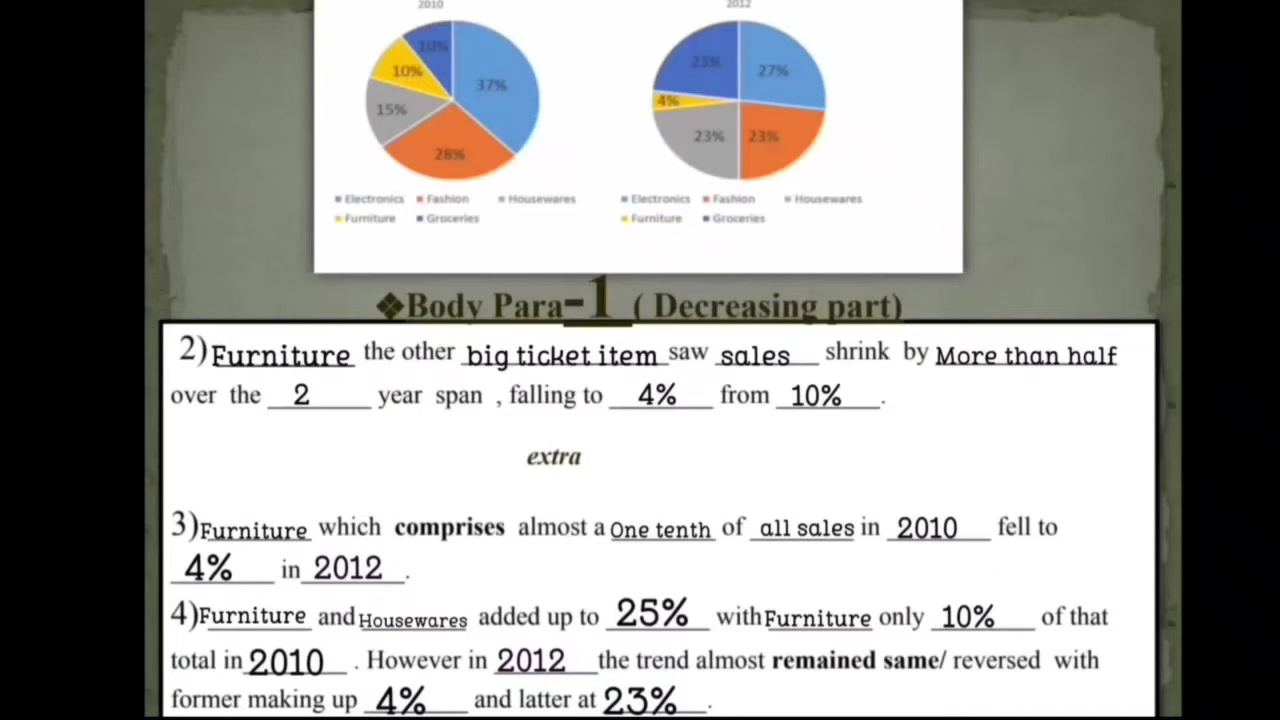 2010 2012
10% 10% 37% 15% 28%
23% 27% 4% 23% 23%
Electronics Fashion Housewares Electronics Fashion Housewares
Furniture Groceries Furniture Groceries
❖Body Para-1 ( Decreasing part)
2)Furniture the other big ticket item saw sales shrink by More than half
over the 2 year span , falling to 4% from 10% .
extra
3)Furniture which comprises almost a One tenth of all sales in 2010 fell to
4% in 2012 .
4)Furniture and Housewares added up to 25% with Furniture only 10% of that
total in 2010 . However in 2012 the trend almost remained same/ reversed with
former making up 4% and latter at 23% .